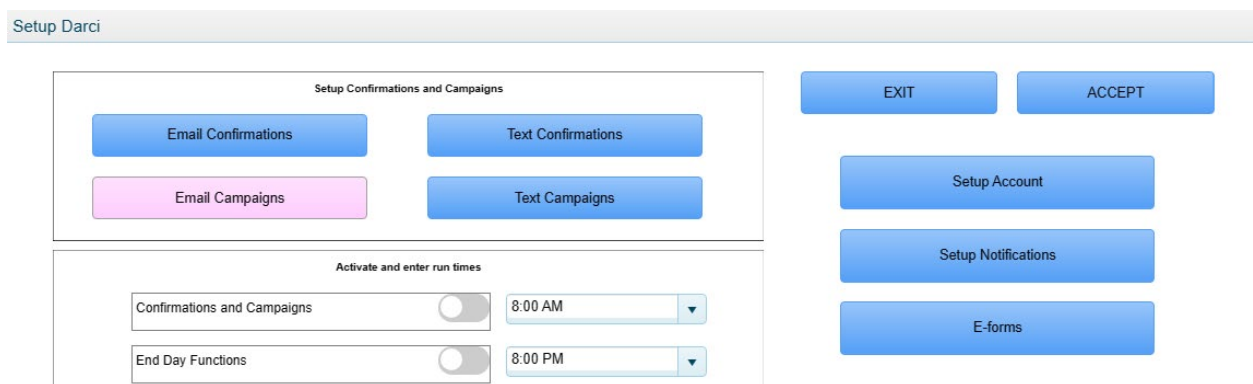 Setup Darci
Setup Confirmations and Campaigns
Email Confirmations
Text Confirmations
Email Campaigns
Text Campaigns
Activate and enter run times
Confirmations and Campaigns
8:00 AM
End Day Functions
8:00 PM
EXIT
ACCEPT
Setup Account
Setup Notifications
E-forms